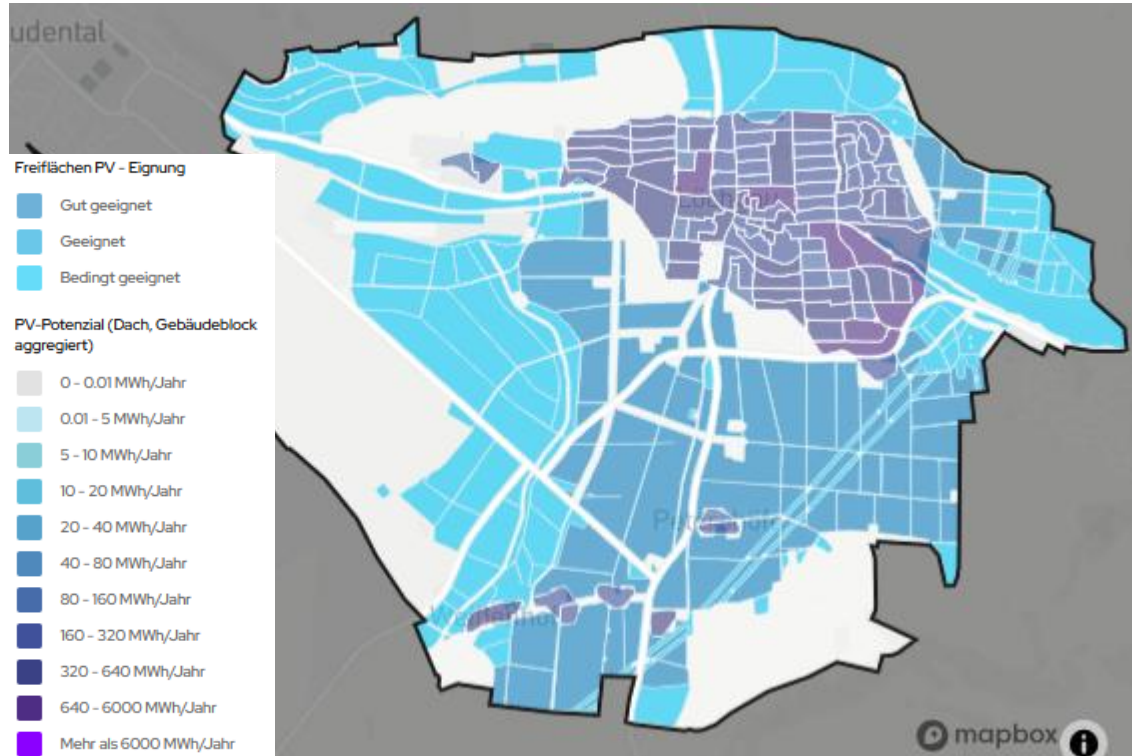 udental
Freiflächen PV - Eignung
Gut geeignet
Geeignet
Bedingt geeignet
PV-Potenzial (Dach, Gebäudeblock
aggregiert)
0 - 0.01 MWh/Jahr
0.01 - 5 MWh/Jahr
5 - 10 MWh/Jahr
10 - 20 MWh/Jahr
20 - 40 MWh/Jahr
40 - 80 MWh/Jahr
80 - 160 MWh/Jahr
160 - 320 MWh/Jahr
320 - 640 MWh/Jahr
640 - 6000 MWh/Jahr
Mehr als 6000 MWh/Jahr
mapbox